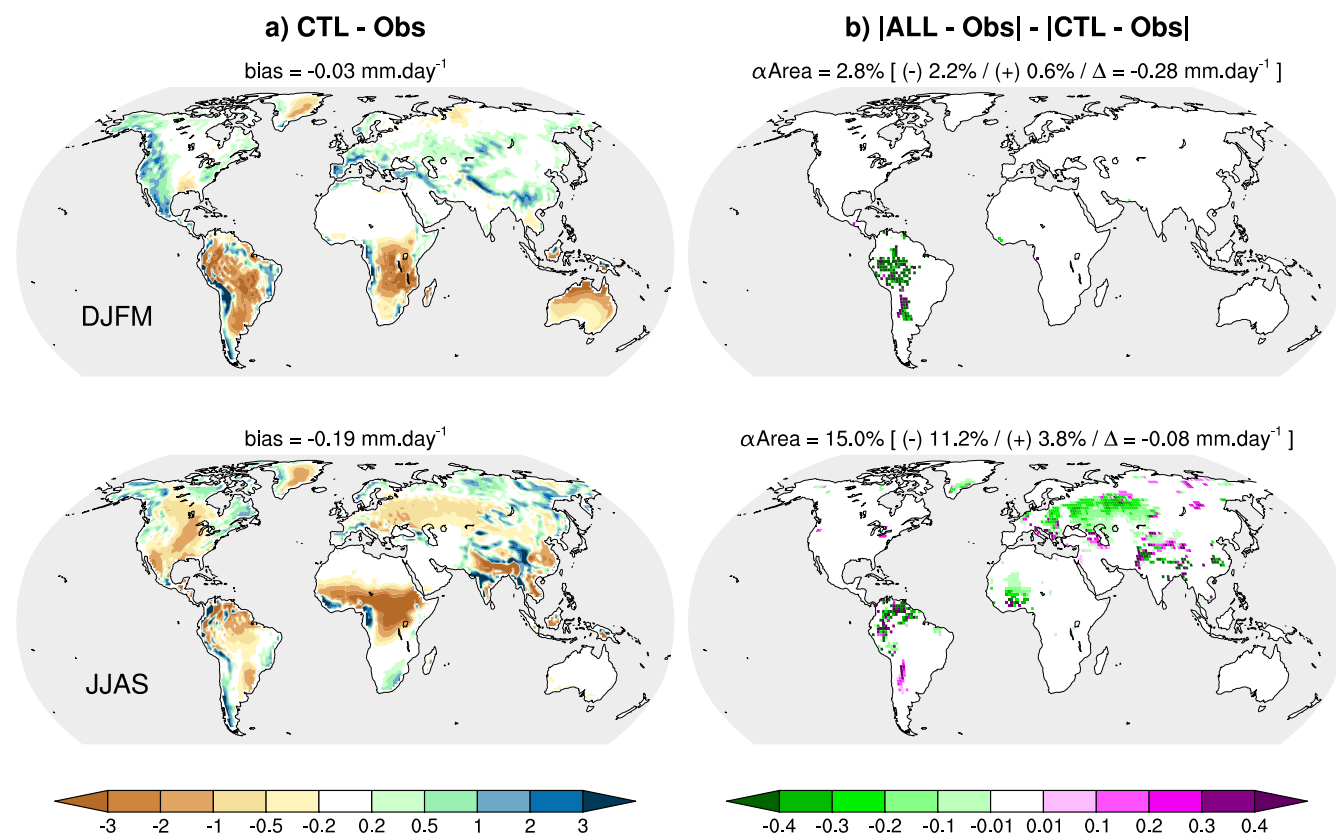 a) CTL - Obs
b) |ALL - Obs| - |CTL - Obs|
bias = -0.03 mm.day⁻¹
αArea = 2.8% [ (-) 2.2% / (+) 0.6% / Δ = -0.28 mm.day⁻¹ ]
DJFM
bias = -0.19 mm.day⁻¹
αArea = 15.0% [ (-) 11.2% / (+) 3.8% / Δ = -0.08 mm.day⁻¹ ]
JJAS
-3 -2 -1 -0.5 -0.2 0.2 0.5 1 2 3
-0.4 -0.3 -0.2 -0.1 -0.01 0.01 0.1 0.2 0.3 0.4